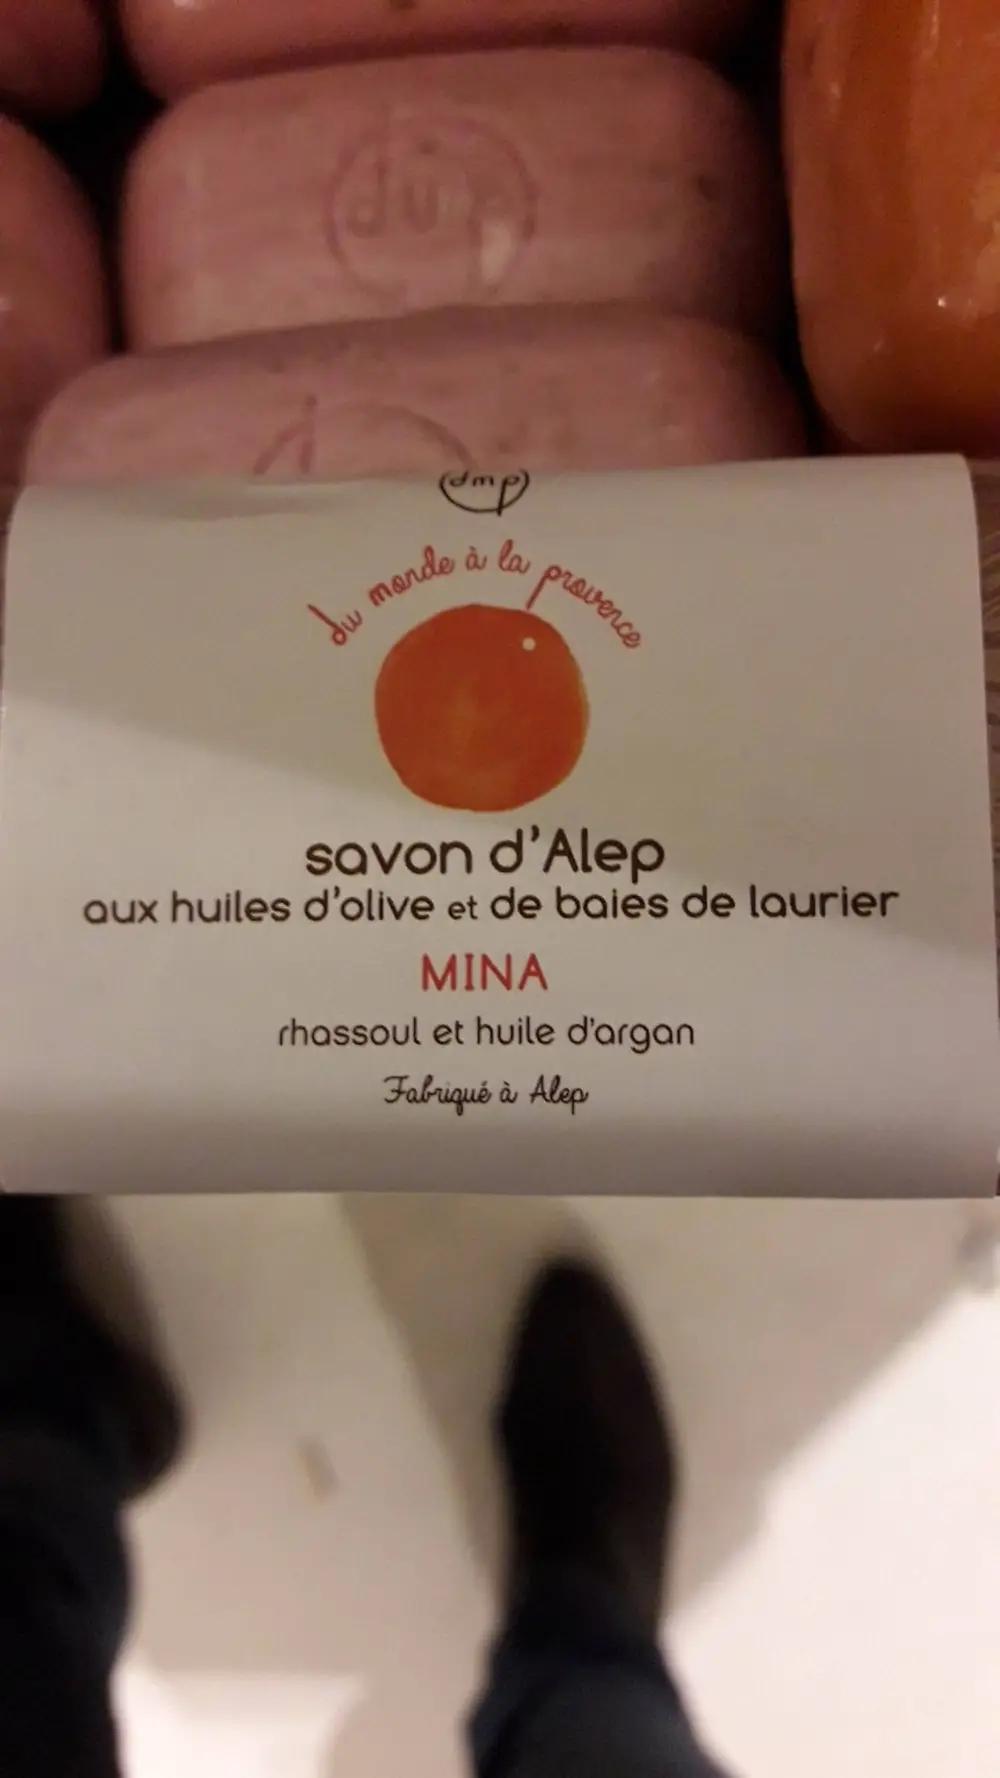 dmp
dmp
du monde à la provence
savon d'Alep
aux huiles d'olive et de baies de laurier
MINA
rhassoul et huile d'argan
Fabriqué à Alep